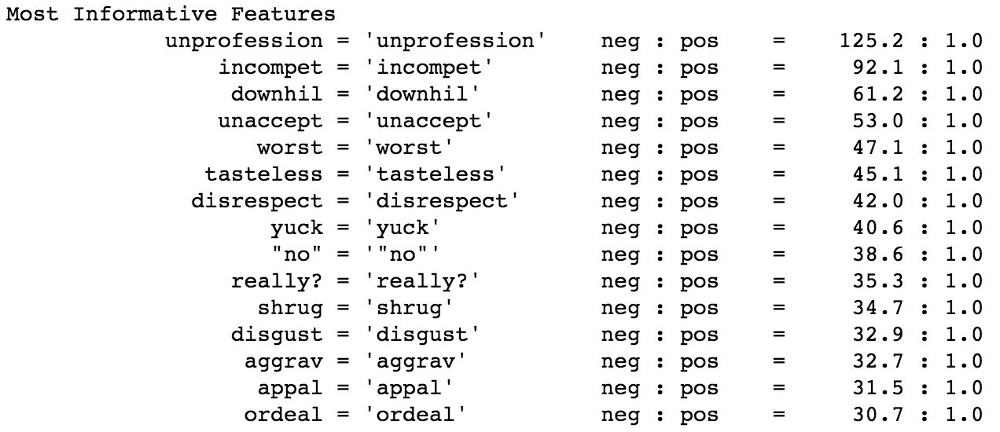 Most Informative Features
unprofession = 'unprofession' neg : pos = 125.2 : 1.0
incompet = 'incompet' neg : pos = 92.1 : 1.0
downhil = 'downhil' neg : pos = 61.2 : 1.0
unaccept = 'unaccept' neg : pos = 53.0 : 1.0
worst = 'worst' neg : pos = 47.1 : 1.0
tasteless = 'tasteless' neg : pos = 45.1 : 1.0
disrespect = 'disrespect' neg : pos = 42.0 : 1.0
yuck = 'yuck' neg : pos = 40.6 : 1.0
"no" = '"no"' neg : pos = 38.6 : 1.0
really? = 'really?' neg : pos = 35.3 : 1.0
shrug = 'shrug' neg : pos = 34.7 : 1.0
disgust = 'disgust' neg : pos = 32.9 : 1.0
aggrav = 'aggrav' neg : pos = 32.7 : 1.0
appal = 'appal' neg : pos = 31.5 : 1.0
ordeal = 'ordeal' neg : pos = 30.7 : 1.0